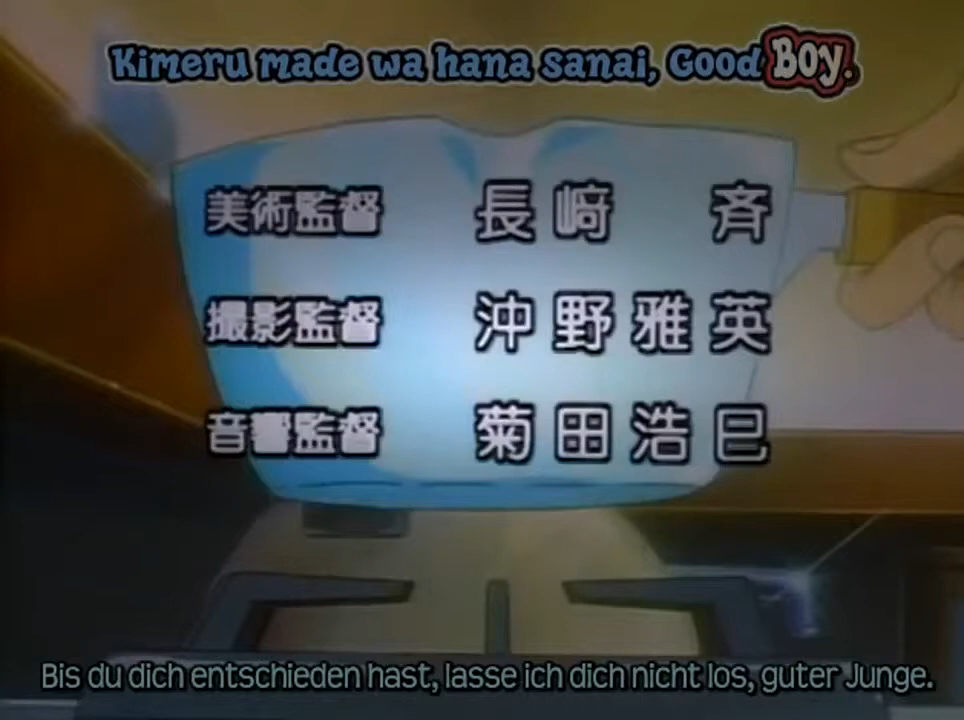 Kimeru made wa hana sanai, Good Boy.
美術監督 長﨑 斉
撮影監督 沖野雅英
音響監督 菊田浩巳
Bis du dich entschieden hast, lasse ich dich nicht los, guter Junge.